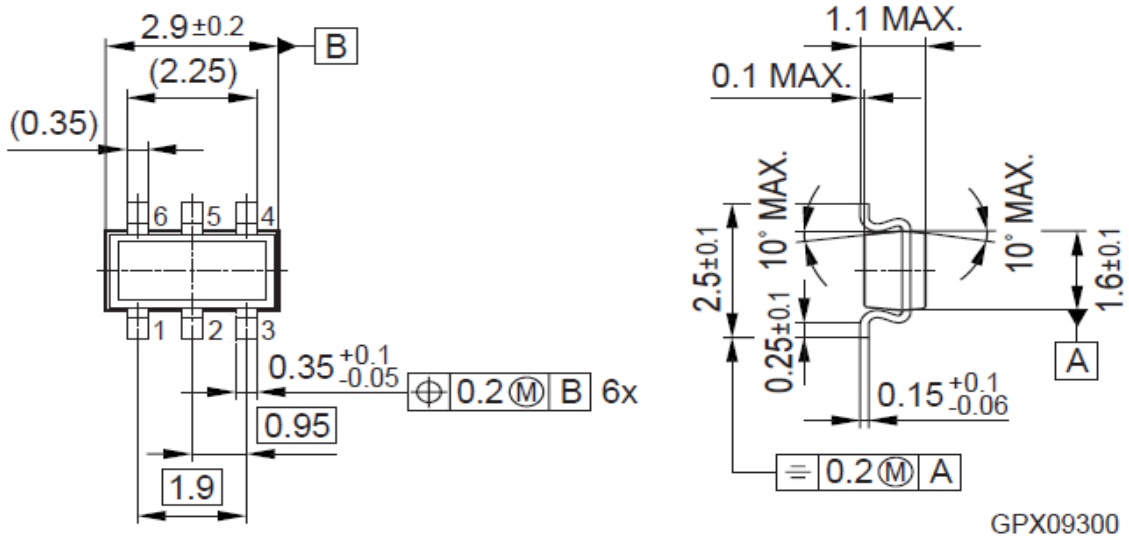 2.9±0.2
B
(2.25)
(0.35)
6
5
4
1
2
3
0.35 +0.1 -0.05
⌖ 0.2 Ⓜ B 6x
0.95
1.9
1.1 MAX.
0.1 MAX.
10° MAX.
10° MAX.
2.5±0.1
1.6±0.1
0.25±0.1
A
0.15 +0.1 -0.06
⌯ 0.2 Ⓜ A
GPX09300